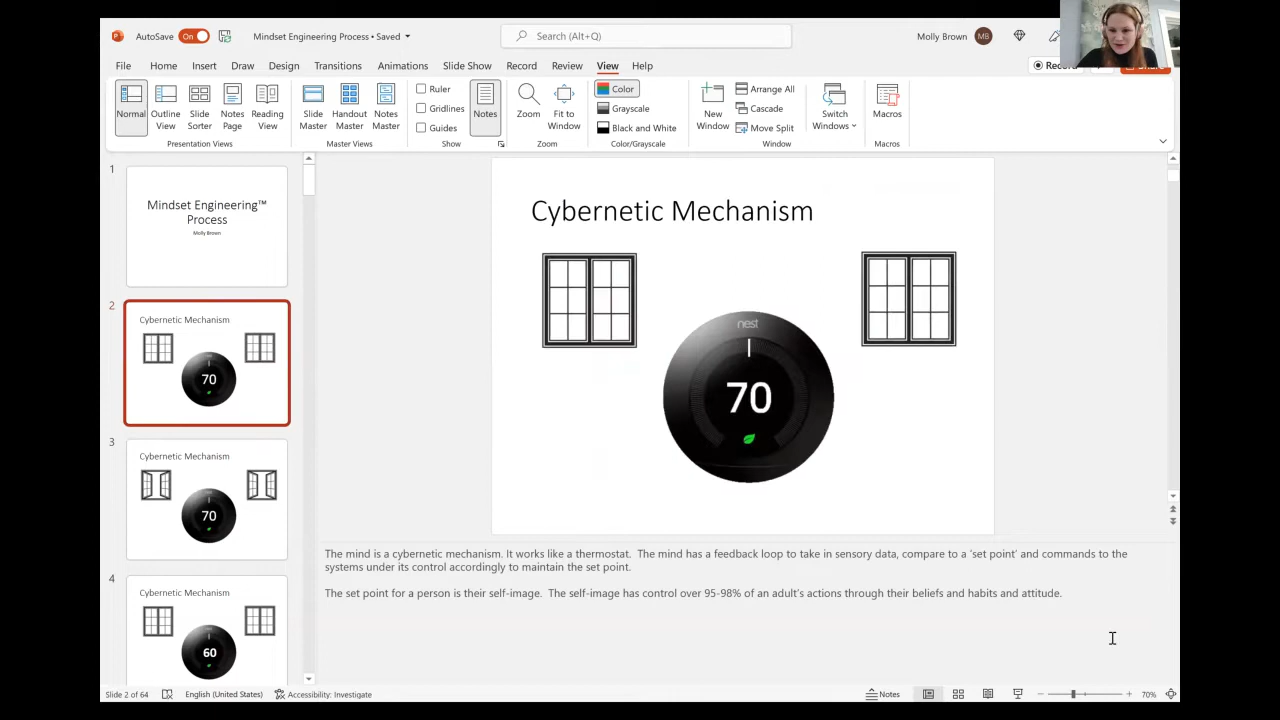 AutoSave On Mindset Engineering Process • Saved Search (Alt+Q) Molly Brown MB
File Home Insert Draw Design Transitions Animations Slide Show Record Review View Help Record Share
Normal Outline View Slide Sorter Notes Page Reading View
Presentation Views
Slide Master Handout Master Notes Master
Master Views
Ruler
Gridlines
Guides
Notes
Show
Zoom Fit to Window
Zoom
Color
Grayscale
Black and White
Color/Grayscale
New Window
Arrange All
Cascade
Move Split
Switch Windows
Window
Macros
Macros
1
Mindset Engineering™
Process
Molly Brown
2
Cybernetic Mechanism
70
3
Cybernetic Mechanism
70
4
Cybernetic Mechanism
60
Cybernetic Mechanism
nest
70
The mind is a cybernetic mechanism. It works like a thermostat. The mind has a feedback loop to take in sensory data, compare to a ‘set point’ and commands to the
systems under its control accordingly to maintain the set point.
The set point for a person is their self-image. The self-image has control over 95-98% of an adult’s actions through their beliefs and habits and attitude.
Slide 2 of 64 English (United States) Accessibility: Investigate Notes 70%